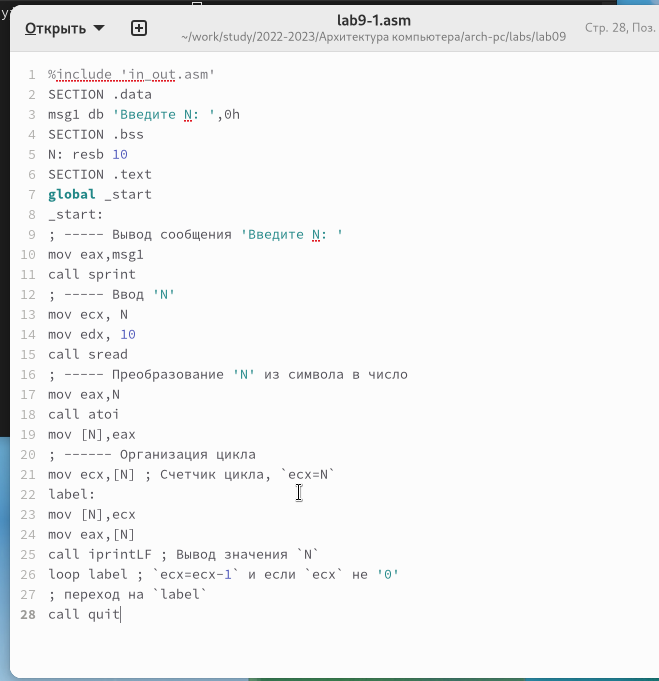 lab9-1.asm
Открыть
~/work/study/2022-2023/Архитектура компьютера/arch-pc/labs/lab09
Стр. 28, Поз.
1 %include 'in_out.asm'
2 SECTION .data
3 msg1 db 'Введите N: ',0h
4 SECTION .bss
5 N: resb 10
6 SECTION .text
7 global _start
8 _start:
9 ; ----- Вывод сообщения 'Введите N: '
10 mov eax,msg1
11 call sprint
12 ; ----- Ввод 'N'
13 mov ecx, N
14 mov edx, 10
15 call sread
16 ; ----- Преобразование 'N' из символа в число
17 mov eax,N
18 call atoi
19 mov [N],eax
20 ; ------ Организация цикла
21 mov ecx,[N] ; Счетчик цикла, `ecx=N`
22 label:
23 mov [N],ecx
24 mov eax,[N]
25 call iprintLF ; Вывод значения `N`
26 loop label ; `ecx=ecx-1` и если `ecx` не '0'
27 ; переход на `label`
28 call quit